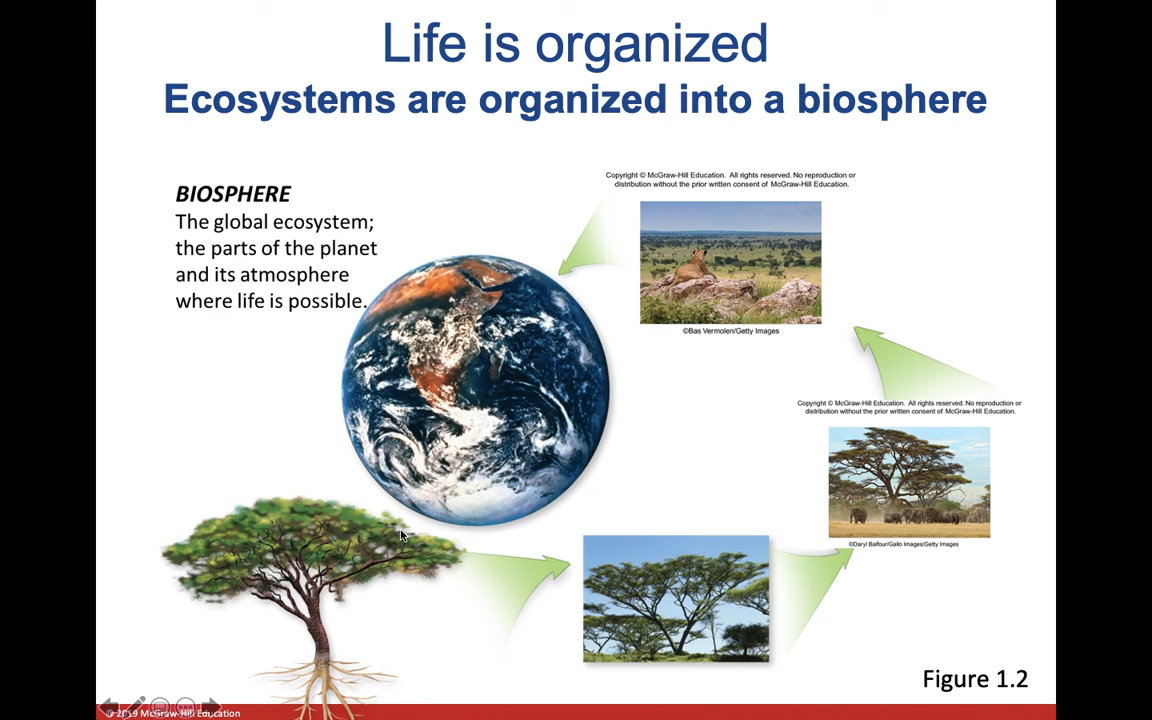 Life is organized
Ecosystems are organized into a biosphere
BIOSPHERE
The global ecosystem;
the parts of the planet
and its atmosphere
where life is possible.
Copyright © McGraw-Hill Education. All rights reserved. No reproduction or
distribution without the prior written consent of McGraw-Hill Education.
©Bas Vermolen/Getty Images
Copyright © McGraw-Hill Education. All rights reserved. No reproduction or
distribution without the prior written consent of McGraw-Hill Education.
©Daryl Balfour/Gallo Images/Getty Images
Figure 1.2
© 2019 McGraw-Hill Education